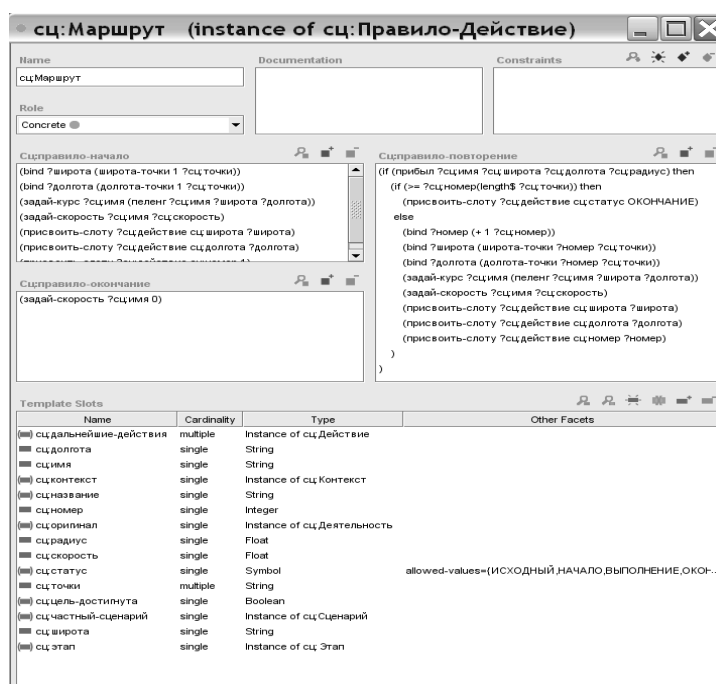 сц:Маршрут (instance of сц:Правило-Действие)
Name
Documentation
Constraints
сц:Маршрут
Role
Concrete
Сц:правило-начало
(bind ?широта (широта-точки 1 ?сц:точки))
(bind ?долгота (долгота-точки 1 ?сц:точки))
(задай-курс ?сц:имя (пеленг ?сц:имя ?широта ?долгота))
(задай-скорость ?сц:имя ?сц:скорость)
(присвоить-слоту ?сц:действие сц:широта ?широта)
(присвоить-слоту ?сц:действие сц:долгота ?долгота)
Сц:правило-повторение
(if (прибыл ?сц:имя ?сц:широта ?сц:долгота ?сц:радиус) then
(if (>= ?сц:номер(length$ ?сц:точки)) then
(присвоить-слоту ?сц:действие сц:статус ОКОНЧАНИЕ)
else
(bind ?номер (+ 1 ?сц:номер))
(bind ?широта (широта-точки ?номер ?сц:точки))
(bind ?долгота (долгота-точки ?номер ?сц:точки))
(задай-курс ?сц:имя (пеленг ?сц:имя ?широта ?долгота))
(задай-скорость ?сц:имя ?сц:скорость)
(присвоить-слоту ?сц:действие сц:широта ?широта)
(присвоить-слоту ?сц:действие сц:долгота ?долгота)
(присвоить-слоту ?сц:действие сц:номер ?номер)
)
)
Сц:правило-окончание
(задай-скорость ?сц:имя 0)
Template Slots
Name Cardinality Type Other Facets
сц:дальнейшие-действия multiple Instance of сц:Действие
сц:долгота single String
сц:имя single String
сц:контекст single Instance of сц:Контекст
сц:название single String
сц:номер single Integer
сц:оригинал single Instance of сц:Деятельность
сц:радиус single Float
сц:скорость single Float
сц:статус single Symbol allowed-values={ИСХОДНЫЙ,НАЧАЛО,ВЫПОЛНЕНИЕ,ОКОН...
сц:точки multiple String
сц:цель-достигнута single Boolean
сц:частный-сценарий single Instance of сц:Сценарий
сц:широта single String
сц:этап single Instance of сц:Этап